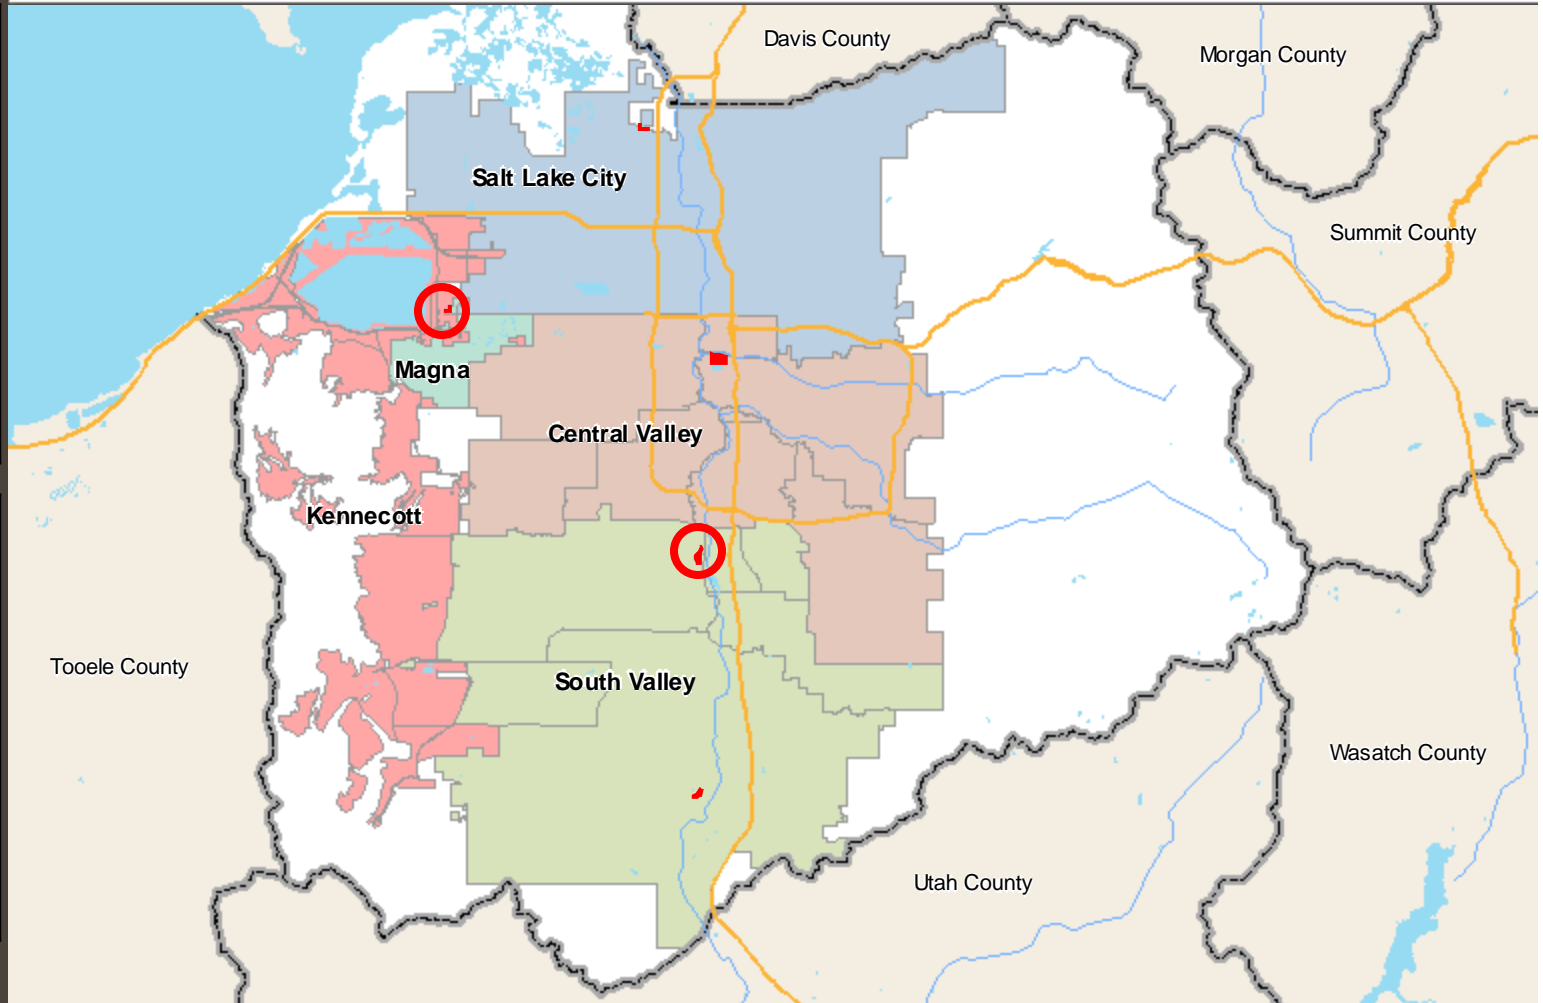 Davis County
Morgan County
Salt Lake City
Summit County
Magna
Central Valley
Kennecott
Tooele County
South Valley
Wasatch County
Utah County